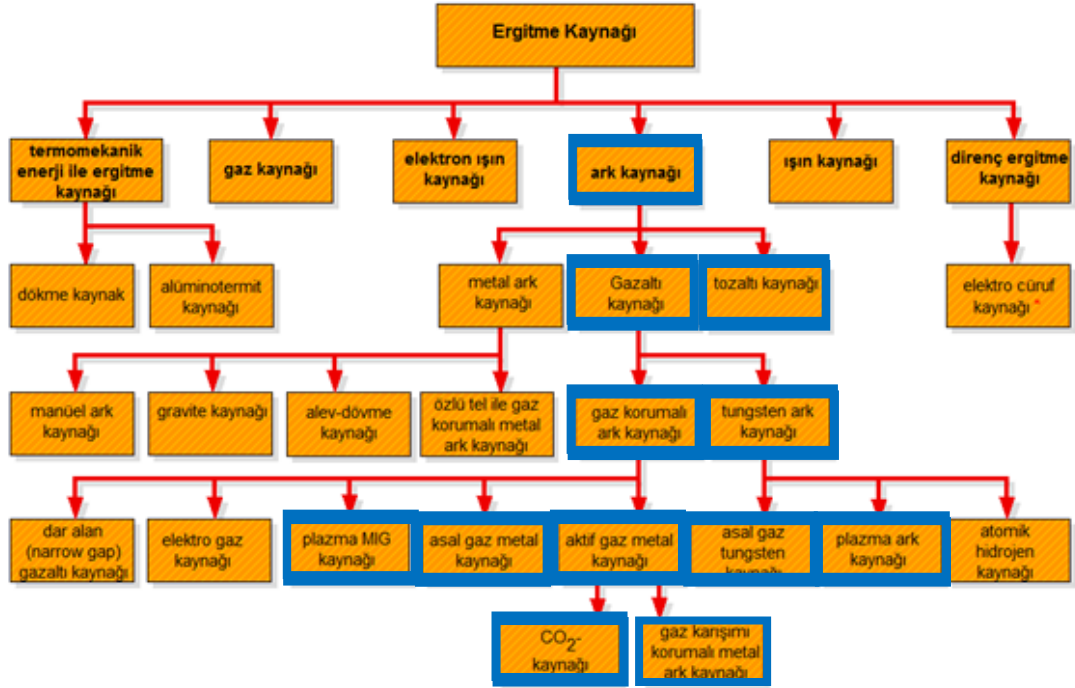 Ergitme Kaynağı
termomekanik
enerji ile ergitme
kaynağı
gaz kaynağı
elektron ışın
kaynağı
ark kaynağı
ışın kaynağı
direnç ergitme
kaynağı
dökme kaynak
alüminotermit
kaynağı
metal ark
kaynağı
Gazaltı
kaynağı
tozaltı kaynağı
elektro cüruf
kaynağı *
manüel ark
kaynağı
gravite kaynağı
alev-dövme
kaynağı
özlü tel ile gaz
korumalı metal
ark kaynağı
gaz korumalı
ark kaynağı
tungsten ark
kaynağı
dar alan
(narrow gap)
gazaltı kaynağı
elektro gaz
kaynağı
plazma MIG
kaynağı
asal gaz metal
kaynağı
aktif gaz metal
kaynağı
asal gaz
tungsten
kaynağı
plazma ark
kaynağı
atomik
hidrojen
kaynağı
CO2-
kaynağı
gaz karışımı
korumalı metal
ark kaynağı